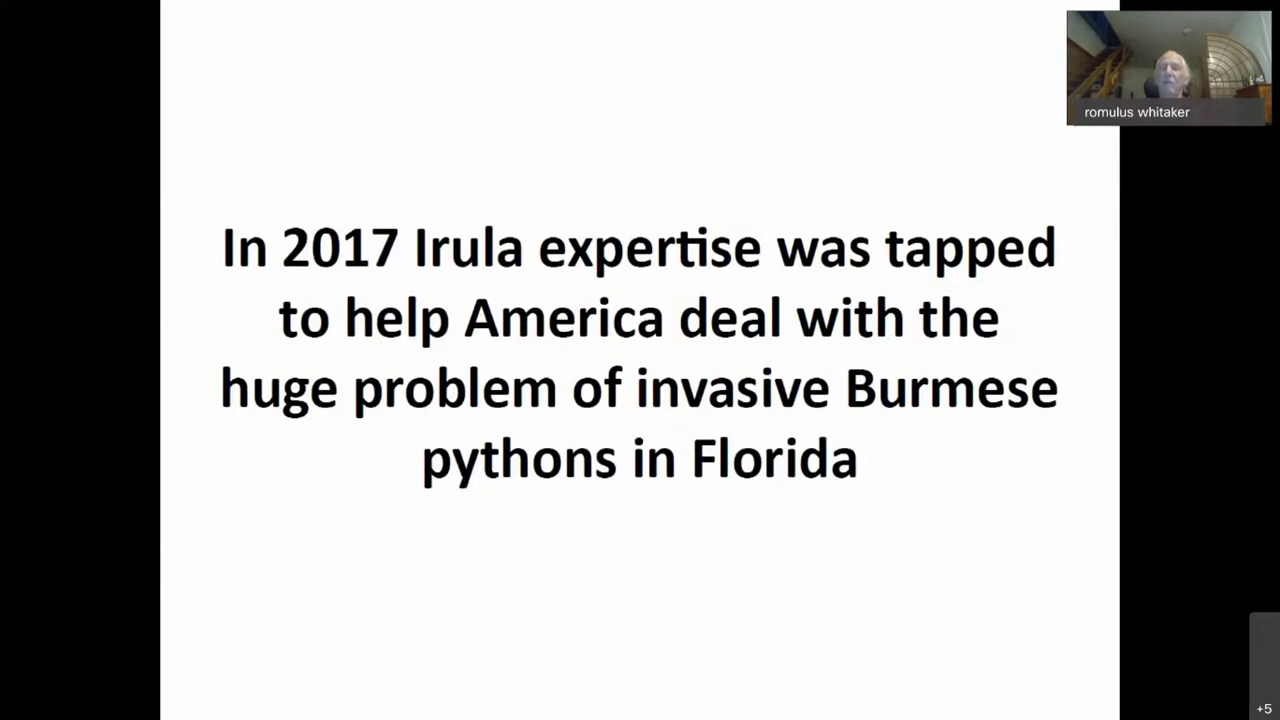 romulus whitaker
In 2017 Irula expertise was tapped
to help America deal with the
huge problem of invasive Burmese
pythons in Florida
+5